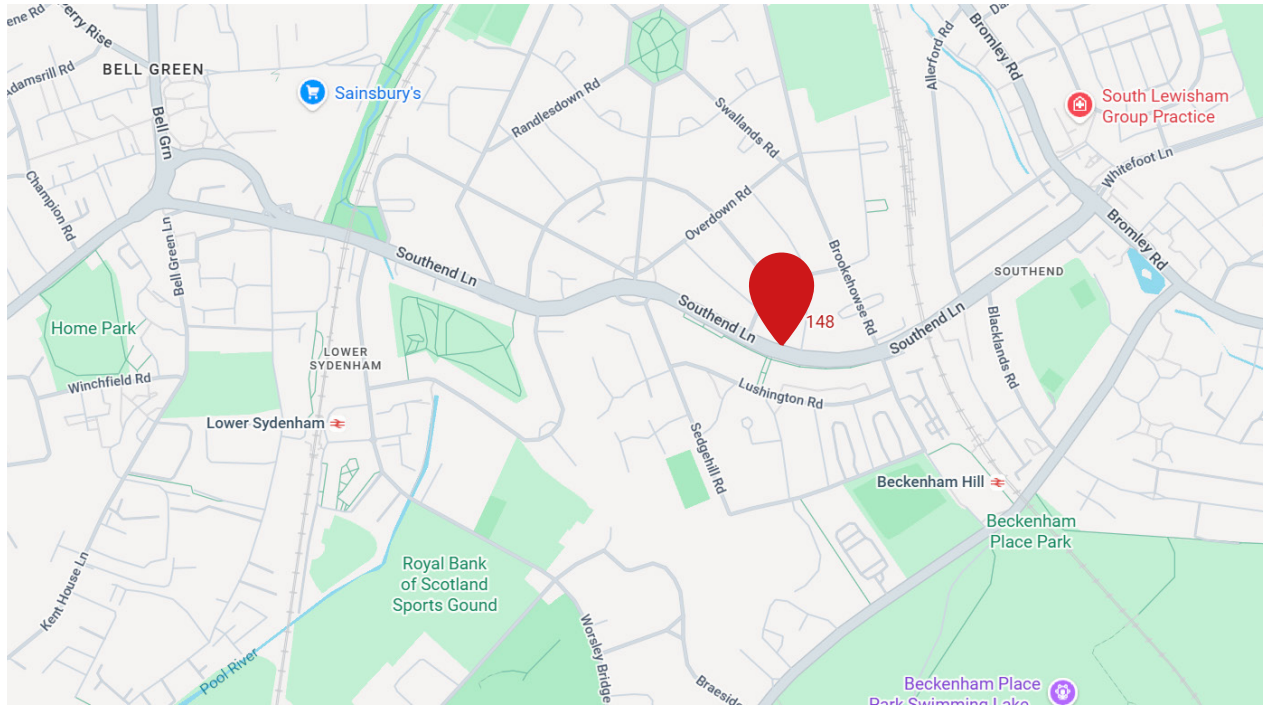 ene Rd
erry Rise
Adamsrill Rd
BELL GREEN
Bell Grn
Sainsbury's
Randlesdown Rd
Swallands Rd
Allerford Rd
Da
Bromley Rd
South Lewisham
Group Practice
Whitefoot Ln
Bromley Rd
Champion Rd
Bell Green Ln
Southend Ln
Overdown Rd
Brookehowse Rd
SOUTHEND
Southend Ln
148
Southend Ln
Blacklands Rd
Home Park
Winchfield Rd
LOWER
SYDENHAM
Lushington Rd
Lower Sydenham
Sedgehill Rd
Beckenham Hill
Beckenham
Place Park
Royal Bank
of Scotland
Sports Gound
Kent House Ln
Pool River
Worsley Bridge
Braeside
Beckenham Place
Park Swimming Lake